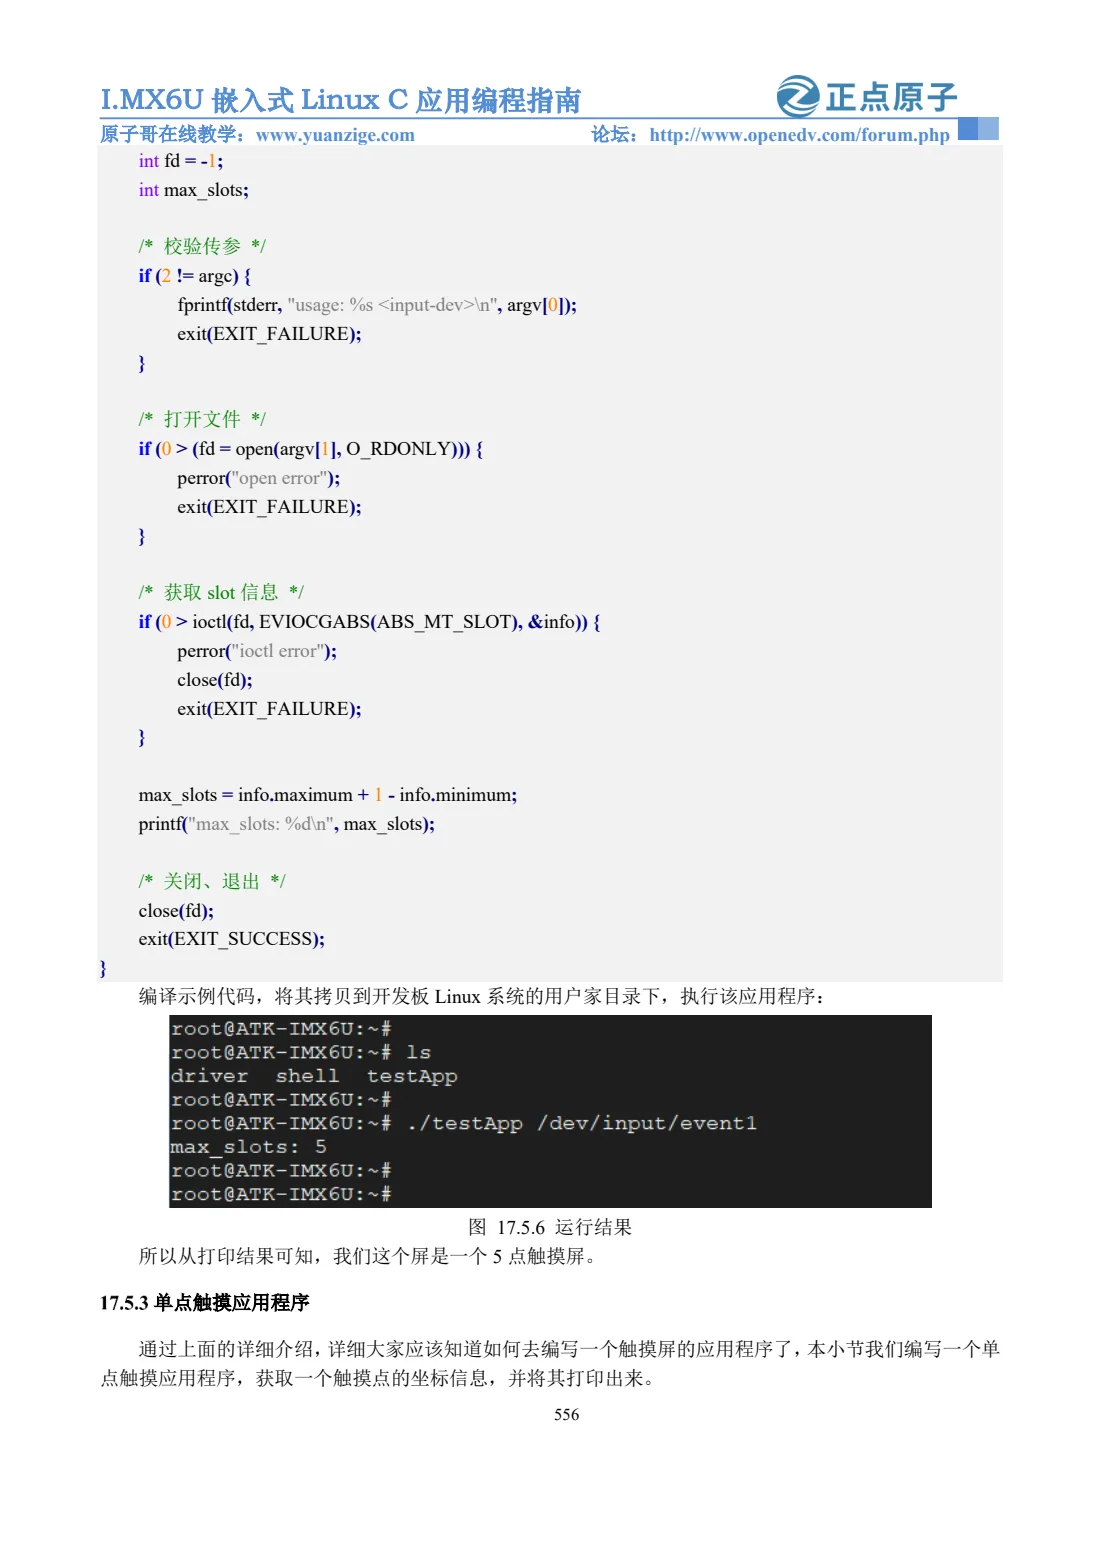 I.MX6U 嵌入式 Linux C 应用编程指南
正点原子
原子哥在线教学：www.yuanzige.com 论坛：http://www.openedv.com/forum.php
int fd = -1;
int max_slots;
/* 校验传参 */
if (2 != argc) {
fprintf(stderr, "usage: %s <input-dev>\n", argv[0]);
exit(EXIT_FAILURE);
}
/* 打开文件 */
if (0 > (fd = open(argv[1], O_RDONLY))) {
perror("open error");
exit(EXIT_FAILURE);
}
/* 获取 slot 信息 */
if (0 > ioctl(fd, EVIOCGABS(ABS_MT_SLOT), &info)) {
perror("ioctl error");
close(fd);
exit(EXIT_FAILURE);
}
max_slots = info.maximum + 1 - info.minimum;
printf("max_slots: %d\n", max_slots);
/* 关闭、退出 */
close(fd);
exit(EXIT_SUCCESS);
}
编译示例代码，将其拷贝到开发板 Linux 系统的用户家目录下，执行该应用程序：
root@ATK-IMX6U:~#
root@ATK-IMX6U:~# ls
driver shell testApp
root@ATK-IMX6U:~#
root@ATK-IMX6U:~# ./testApp /dev/input/event1
max_slots: 5
root@ATK-IMX6U:~#
root@ATK-IMX6U:~#
图 17.5.6 运行结果
所以从打印结果可知，我们这个屏是一个 5 点触摸屏。
17.5.3 单点触摸应用程序
通过上面的详细介绍，详细大家应该知道如何去编写一个触摸屏的应用程序了，本小节我们编写一个单
点触摸应用程序，获取一个触摸点的坐标信息，并将其打印出来。
556